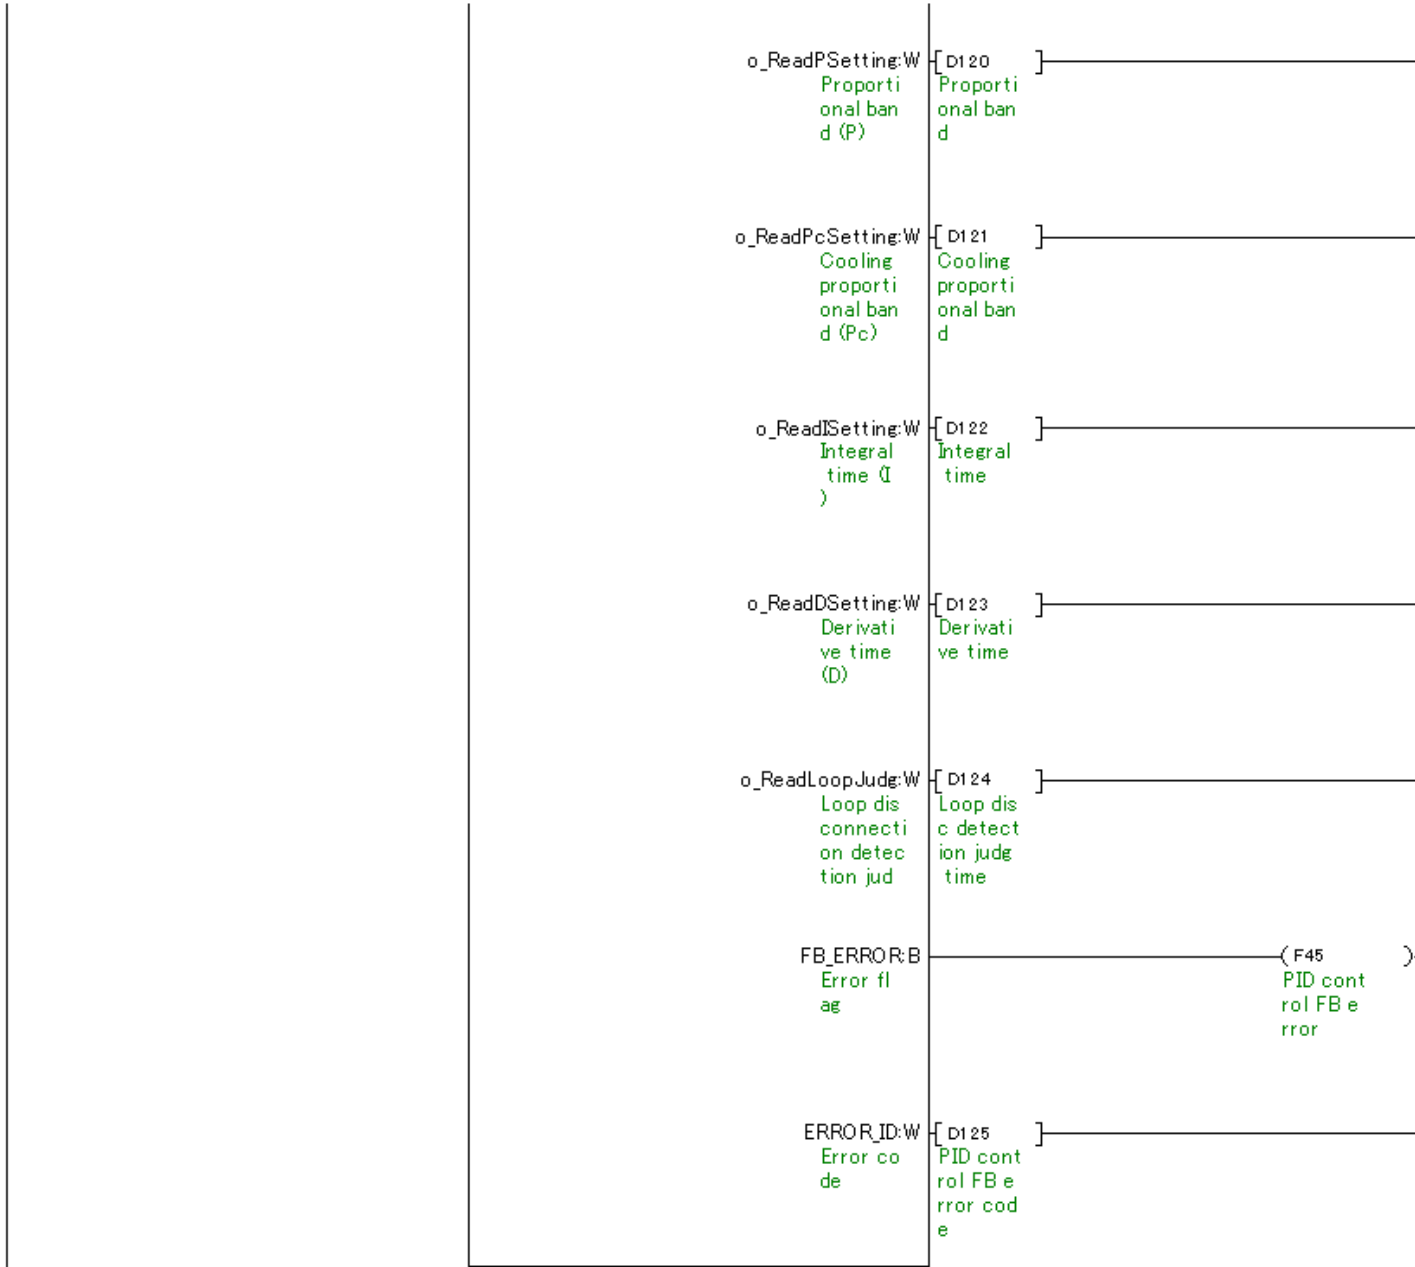 o_ReadPSetting:W [ D120 ]
Proporti Proporti
onal ban onal ban
d (P) d
o_ReadPcSetting:W [ D121 ]
Cooling Cooling
proporti proporti
onal ban onal ban
d (Pc) d
o_ReadISetting:W [ D122 ]
Integral Integral
time (I time
)
o_ReadDSetting:W [ D123 ]
Derivati Derivati
ve time ve time
(D)
o_ReadLoopJudg:W [ D124 ]
Loop dis Loop dis
connecti c detect
on detec ion judg
tion jud time
FB_ERROR:B ( F45 )
Error fl PID cont
ag rol FB e
rror
ERROR_ID:W [ D125 ]
Error co PID cont
de rol FB e
rror cod
e